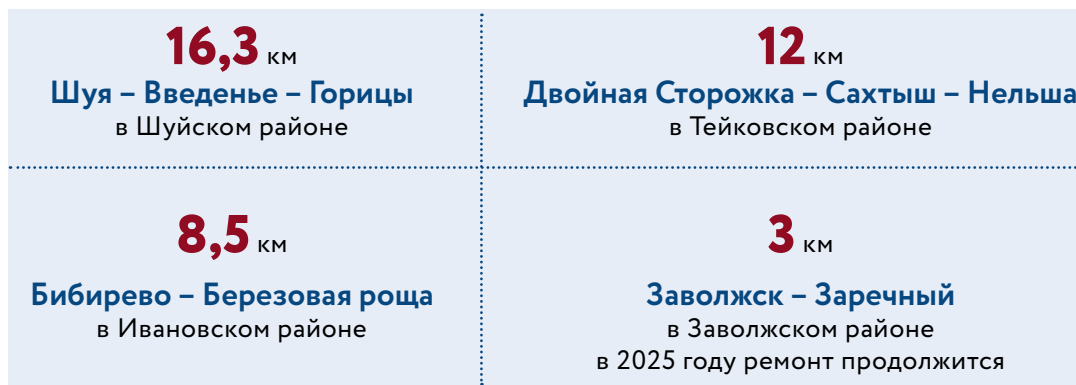 16,3 км
Шуя – Введенье – Горицы
в Шуйском районе
12 км
Двойная Сторожка – Сахтыш – Нельша
в Тейковском районе
8,5 км
Бибирево – Березовая роща
в Ивановском районе
3 км
Заволжск – Заречный
в Заволжском районе
в 2025 году ремонт продолжится